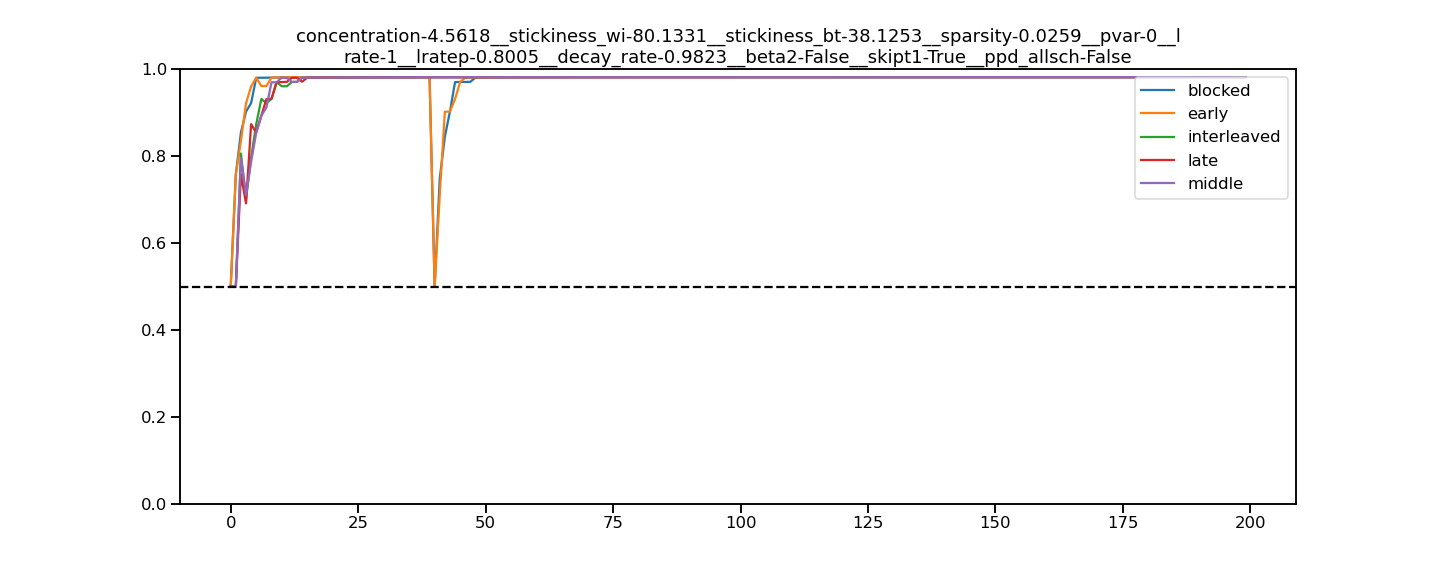 concentration-4.5618__stickiness_wi-80.1331__stickiness_bt-38.1253__sparsity-0.0259__pvar-0__l
rate-1__lratep-0.8005__decay_rate-0.9823__beta2-False__skipt1-True__ppd_allsch-False
1.0
0.8
0.6
0.4
0.2
0.0
blocked
early
interleaved
late
middle
0
25
50
75
100
125
150
175
200